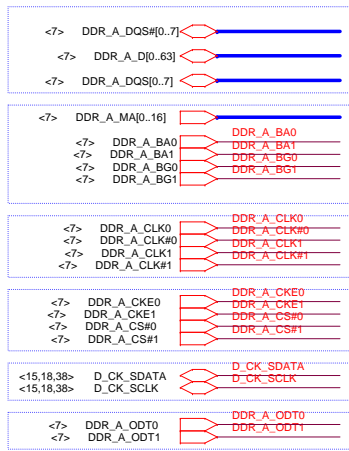 <7> DDR_A_DQS#[0..7]
<7> DDR_A_D[0..63]
<7> DDR_A_DQS[0..7]
<7> DDR_A_MA[0..16]
<7> DDR_A_BA0 DDR_A_BA0
<7> DDR_A_BA1 DDR_A_BA1
<7> DDR_A_BG0 DDR_A_BG0
<7> DDR_A_BG1 DDR_A_BG1
<7> DDR_A_CLK0 DDR_A_CLK0
<7> DDR_A_CLK#0 DDR_A_CLK#0
<7> DDR_A_CLK1 DDR_A_CLK1
<7> DDR_A_CLK#1 DDR_A_CLK#1
<7> DDR_A_CKE0 DDR_A_CKE0
<7> DDR_A_CKE1 DDR_A_CKE1
<7> DDR_A_CS#0 DDR_A_CS#0
<7> DDR_A_CS#1 DDR_A_CS#1
<15,18,38> D_CK_SDATA D_CK_SDATA
<15,18,38> D_CK_SCLK D_CK_SCLK
<7> DDR_A_ODT0 DDR_A_ODT0
<7> DDR_A_ODT1 DDR_A_ODT1